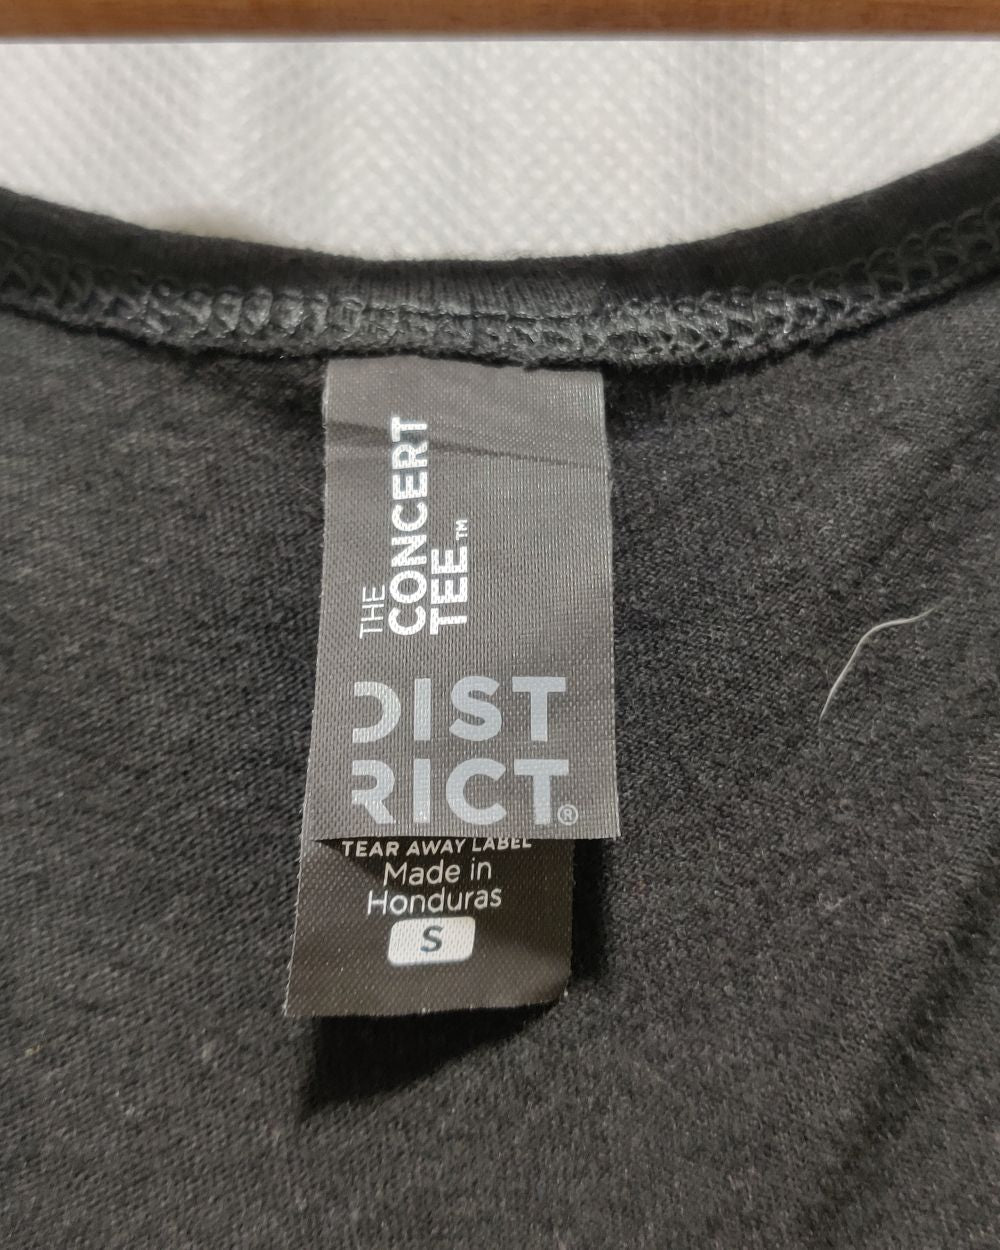 THE
CONCERT
TEE™
DIST
RICT®
TEAR AWAY LABEL
Made in
Honduras
S